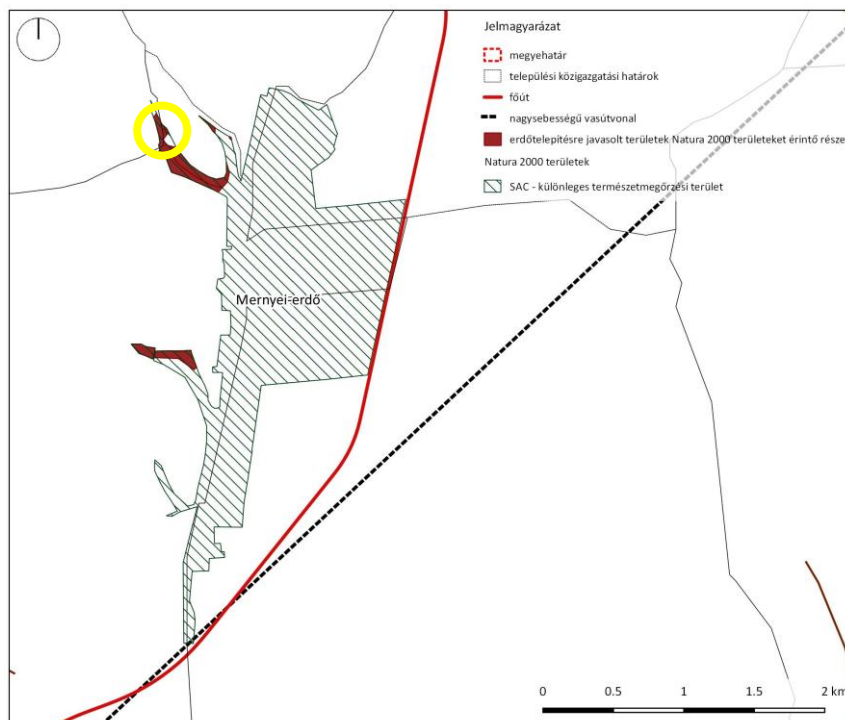 Jelmagyarázat
megyehatár
települési közigazgatási határok
főút
nagysebességű vasútvonal
erdőtelepítésre javasolt területek Natura 2000 területeket érintő része
Natura 2000 területek
SAC - különleges természetmegőrzési terület
Mernyei-erdő
0 0.5 1 1.5 2 km